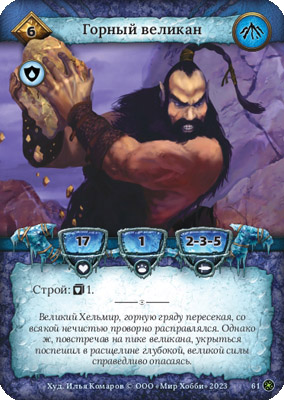 Горный великан
6
17
1
2-3-5
Строй: 1.
Великий Хельмир, горную гряду пересекая, со
всякой нечистью проворно расправлялся. Однако
ж, повстречав на пике великана, укрыться
поспешил в расщелине глубокой, великой силы
справедливо опасаясь.
Худ. Илья Комаров © ООО «Мир Хобби» 2023
61